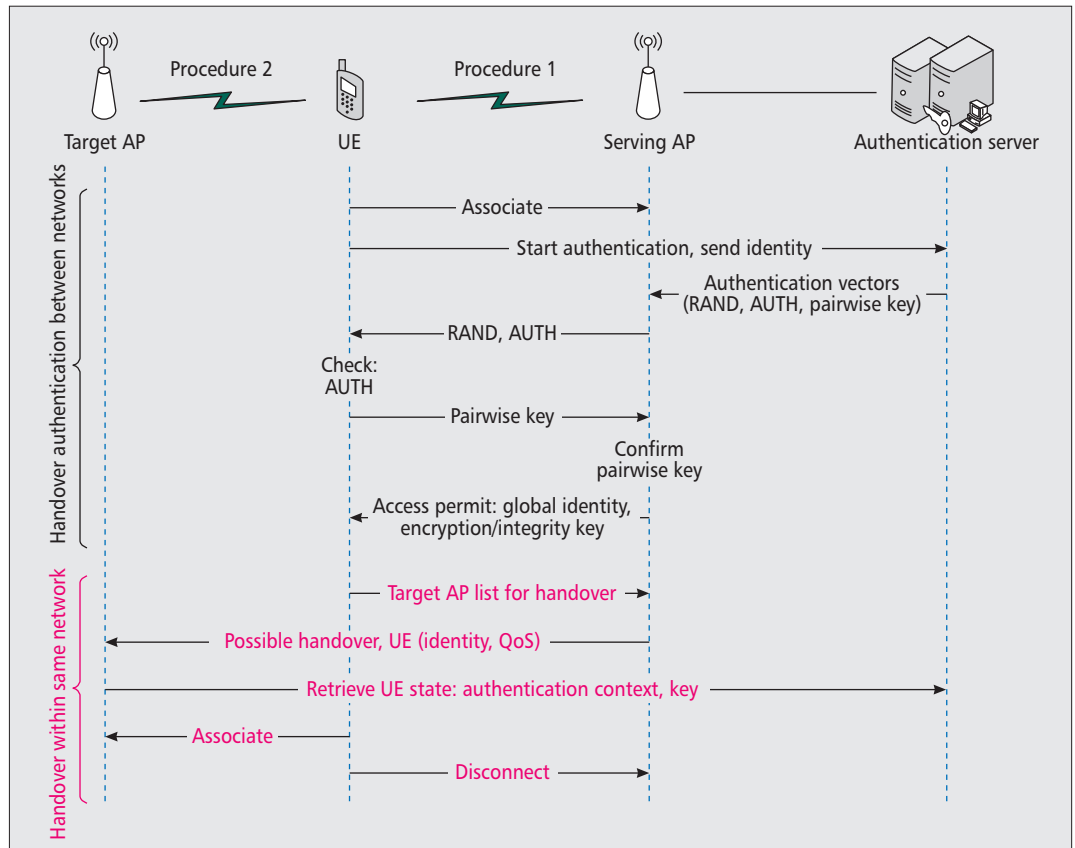 Procedure 2
Procedure 1
Target AP
UE
Serving AP
Authentication server
Handover authentication between networks
Associate
Start authentication, send identity
Authentication vectors
(RAND, AUTH, pairwise key)
RAND, AUTH
Check:
AUTH
Pairwise key
Confirm
pairwise key
Access permit: global identity,
encryption/integrity key
Handover within same network
Target AP list for handover
Possible handover, UE (identity, QoS)
Retrieve UE state: authentication context, key
Associate
Disconnect